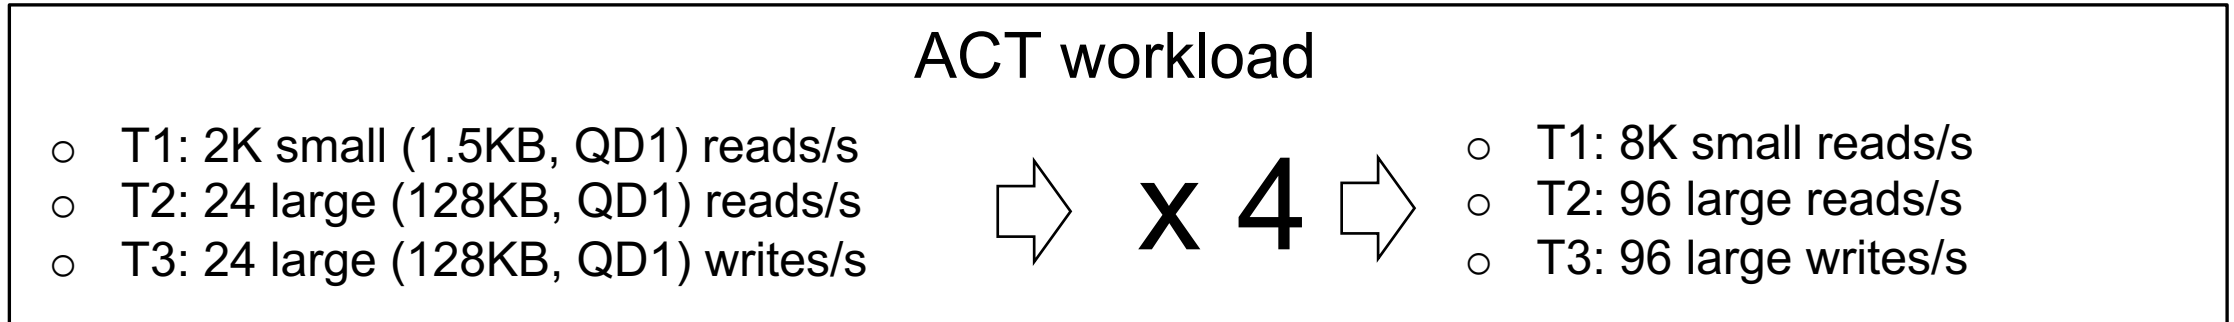 ACT workload
○ T1: 2K small (1.5KB, QD1) reads/s
○ T2: 24 large (128KB, QD1) reads/s
○ T3: 24 large (128KB, QD1) writes/s
x 4
○ T1: 8K small reads/s
○ T2: 96 large reads/s
○ T3: 96 large writes/s